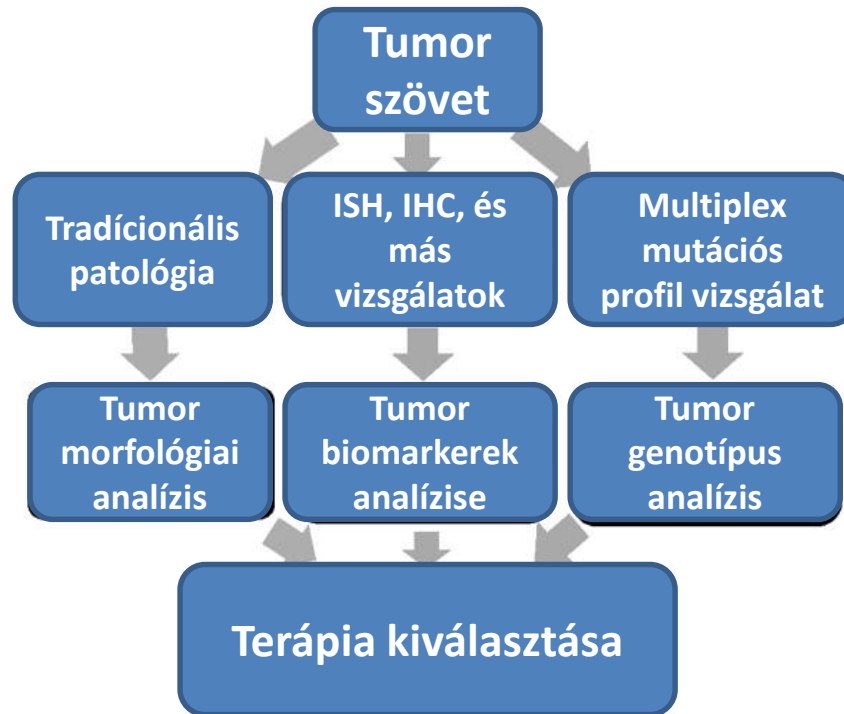 Tumor
szövet
Tradícionális
patológia
ISH, IHC, és
más
vizsgálatok
Multiplex
mutációs
profil vizsgálat
Tumor
morfológiai
analízis
Tumor
biomarkerek
analízise
Tumor
genotípus
analízis
Terápia kiválasztása